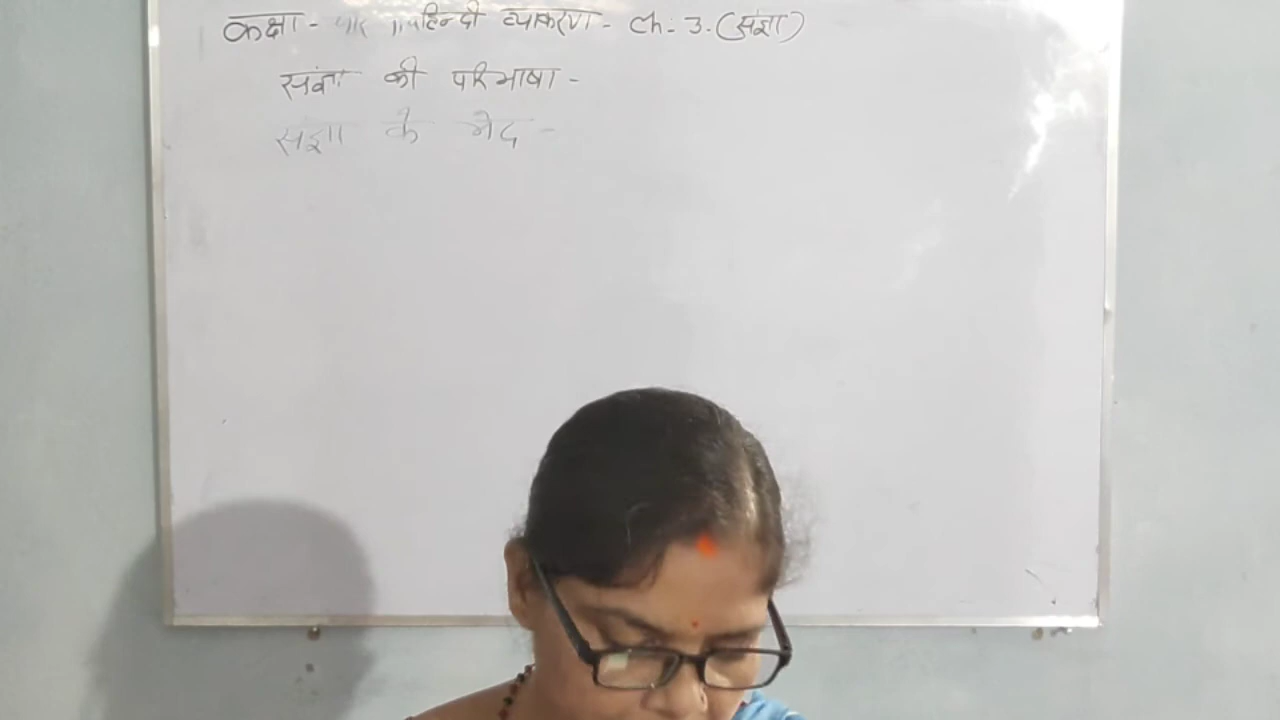 कक्षा - चार हिन्दी व्याकरण - Ch: 3. (संज्ञा)
संज्ञा की परिभाषा -
संज्ञा के भेद -